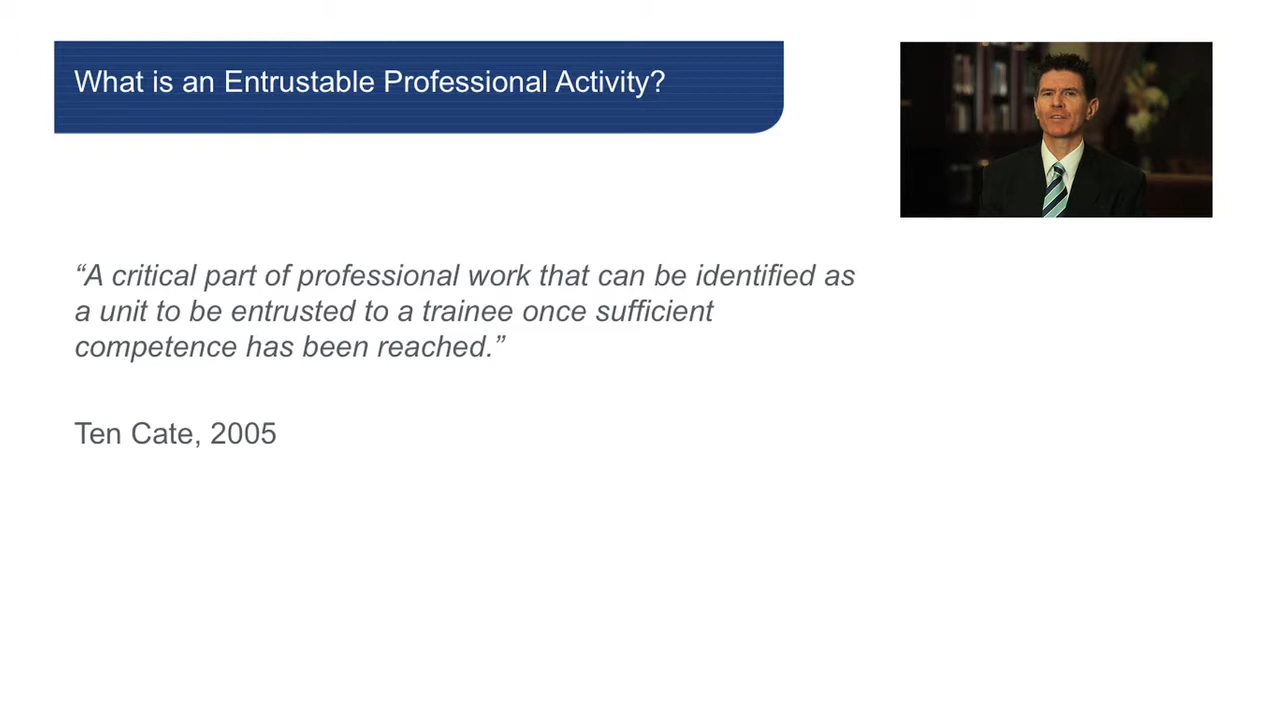 What is an Entrustable Professional Activity?
“A critical part of professional work that can be identified as
a unit to be entrusted to a trainee once sufficient
competence has been reached.”
Ten Cate, 2005